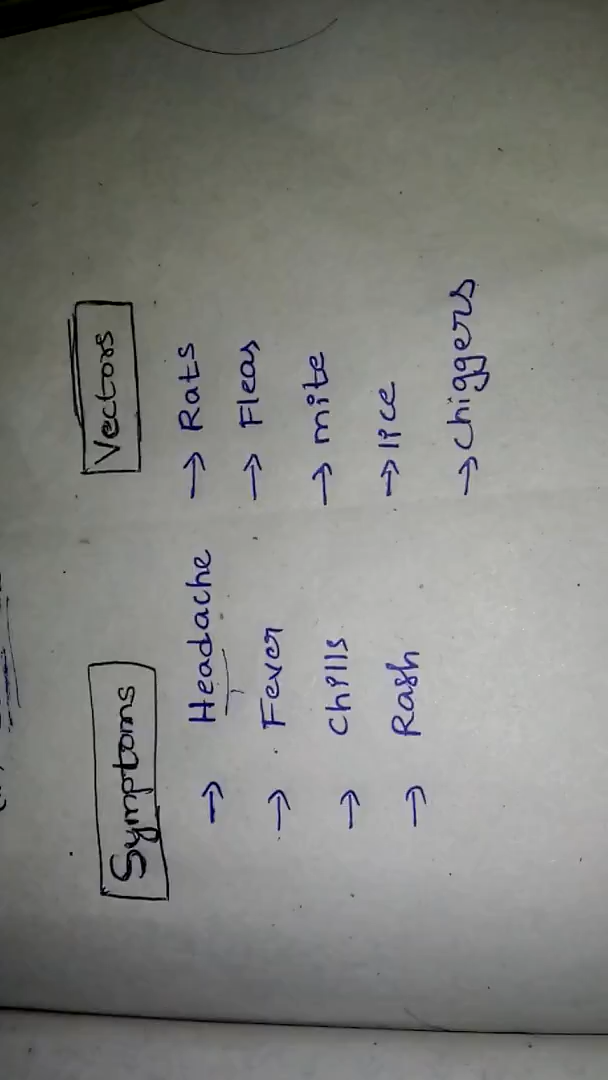 Symptoms
→ Headache
→ Fever
→ Chills
→ Rash
Vectors
→ Rats
→ Fleas
→ mite
→ lice
→ chiggers